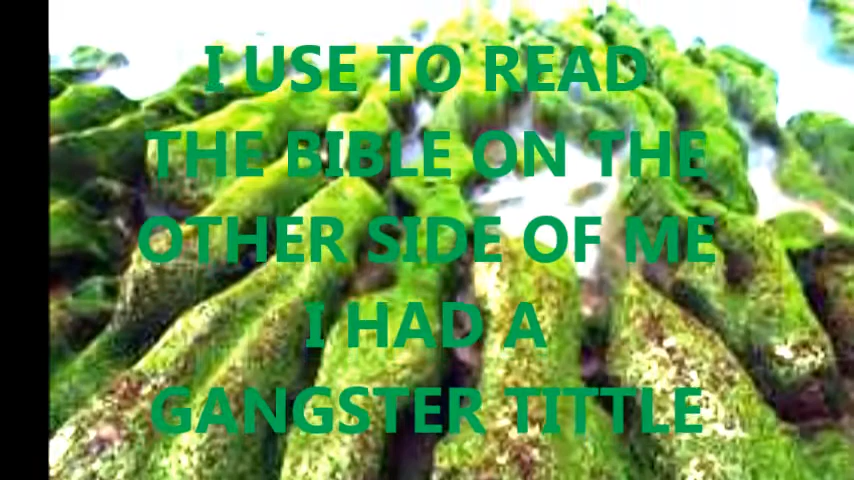 I USE TO READ
THE BIBLE ON THE
OTHER SIDE OF ME
I HAD A
GANGSTER TITTLE